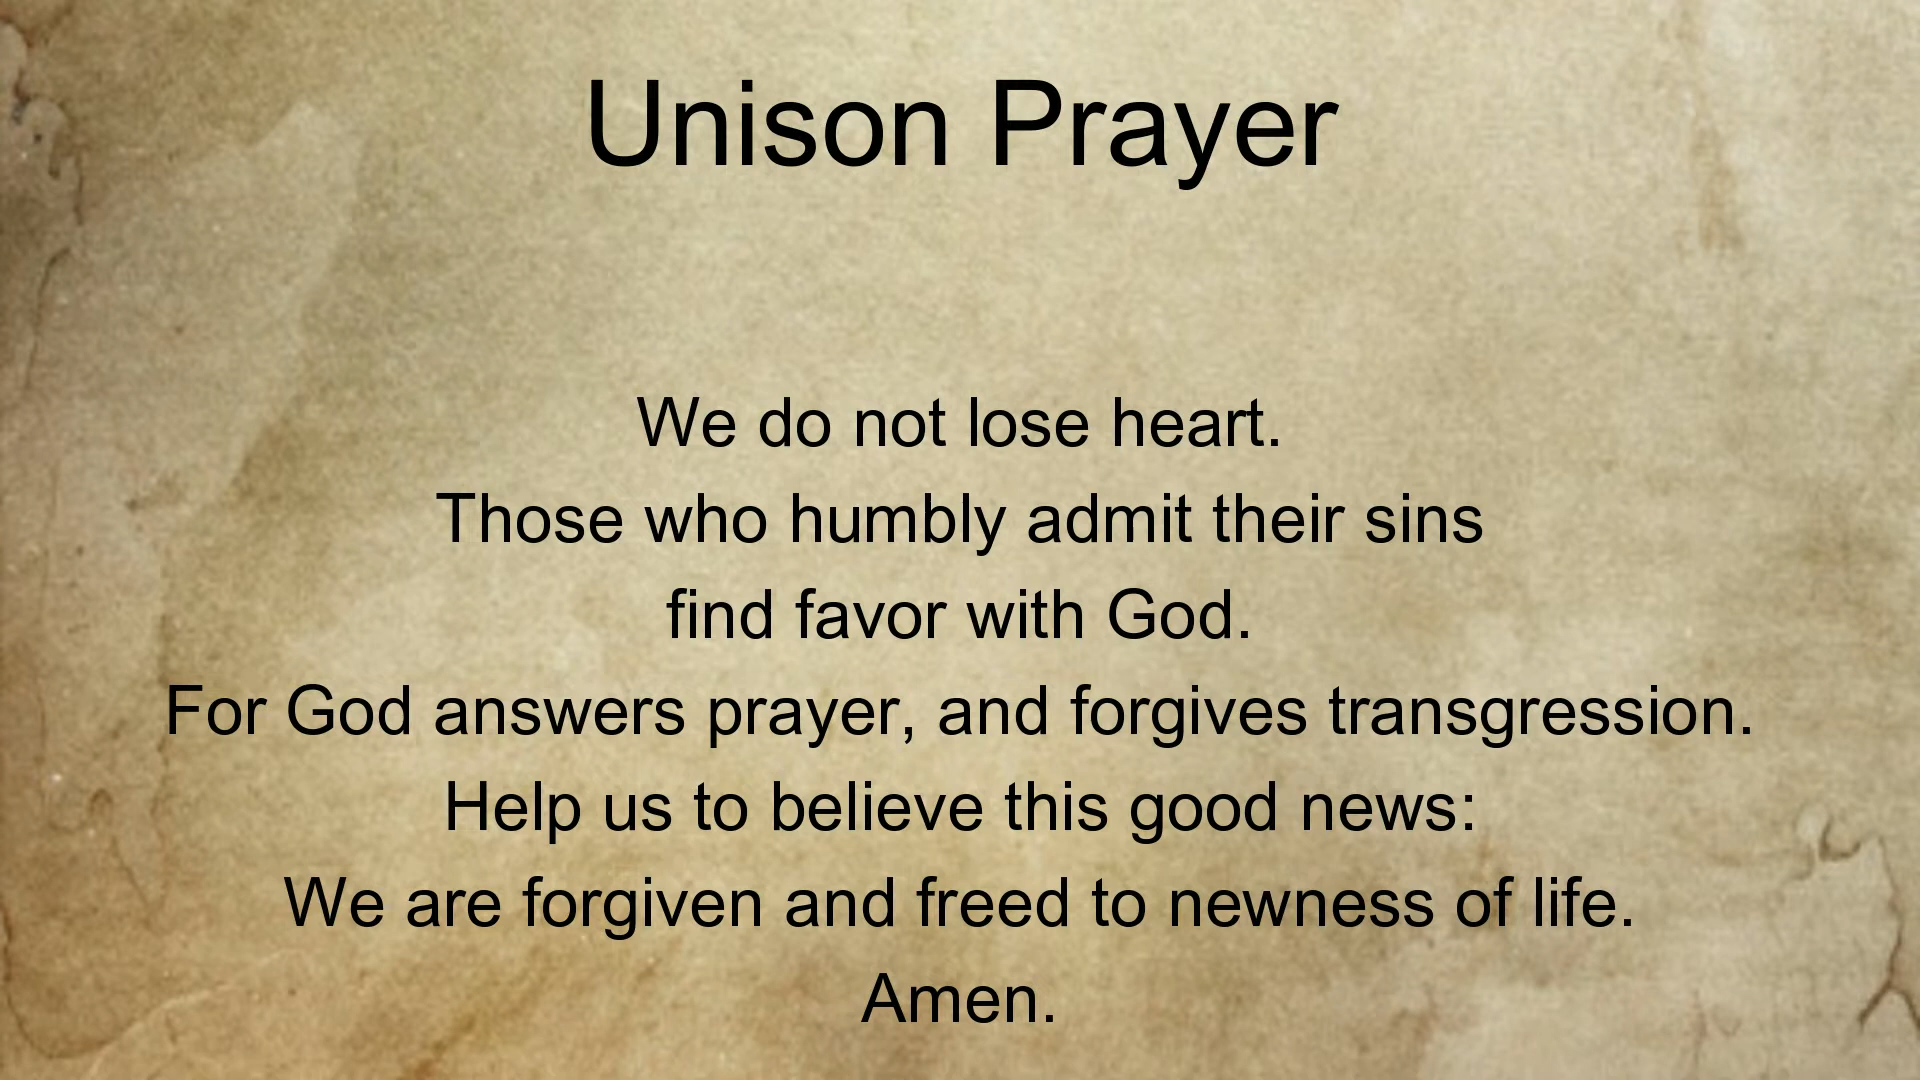 Unison Prayer
We do not lose heart.
Those who humbly admit their sins
find favor with God.
For God answers prayer, and forgives transgression.
Help us to believe this good news:
We are forgiven and freed to newness of life.
Amen.